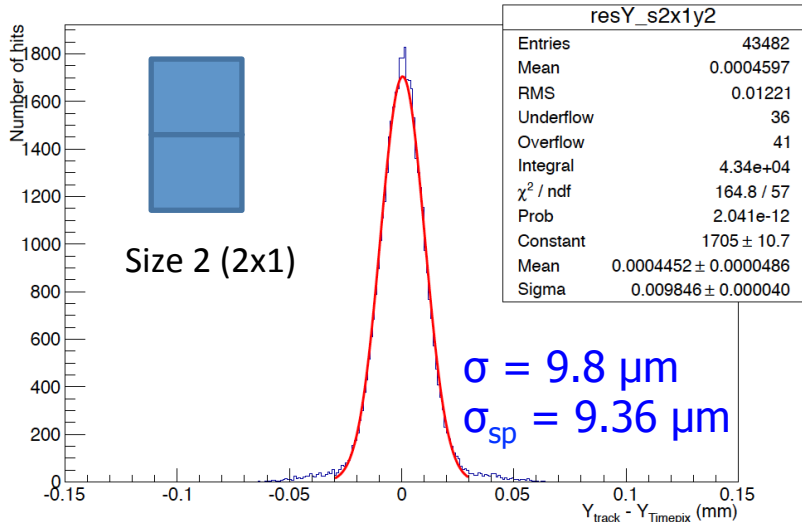 resY_s2x1y2
Entries 43482
Mean 0.0004597
RMS 0.01221
Underflow 36
Overflow 41
Integral 4.34e+04
χ² / ndf 164.8 / 57
Prob 2.041e-12
Constant 1705 ± 10.7
Mean 0.0004452 ± 0.0000486
Sigma 0.009846 ± 0.000040
Number of hits
1800
1600
1400
1200
1000
800
600
400
200
0
Size 2 (2x1)
σ = 9.8 µm
σsp = 9.36 µm
-0.15 -0.1 -0.05 0 0.05 0.1 0.15
Ytrack - YTimepix (mm)